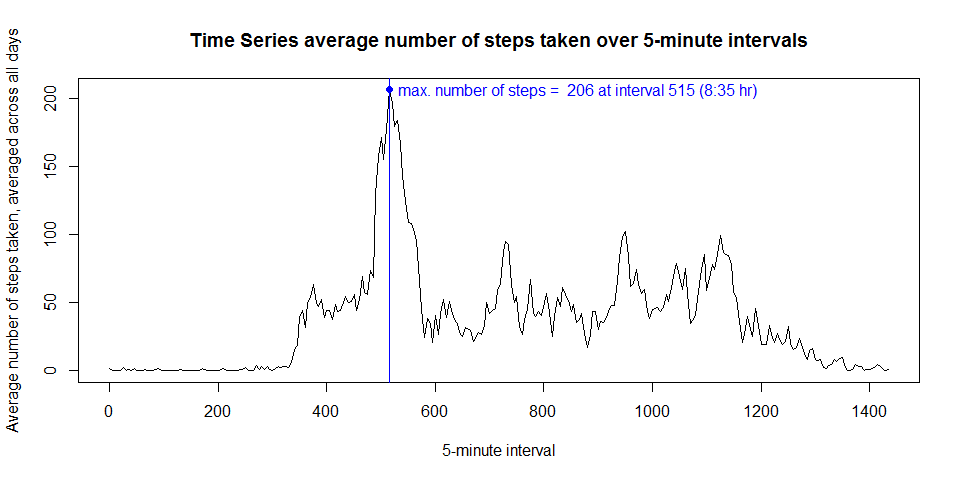 Time Series average number of steps taken over 5-minute intervals
Average number of steps taken, averaged across all days
200
150
100
50
0
max. number of steps =  206 at interval 515 (8:35 hr)
0 200 400 600 800 1000 1200 1400
5-minute interval